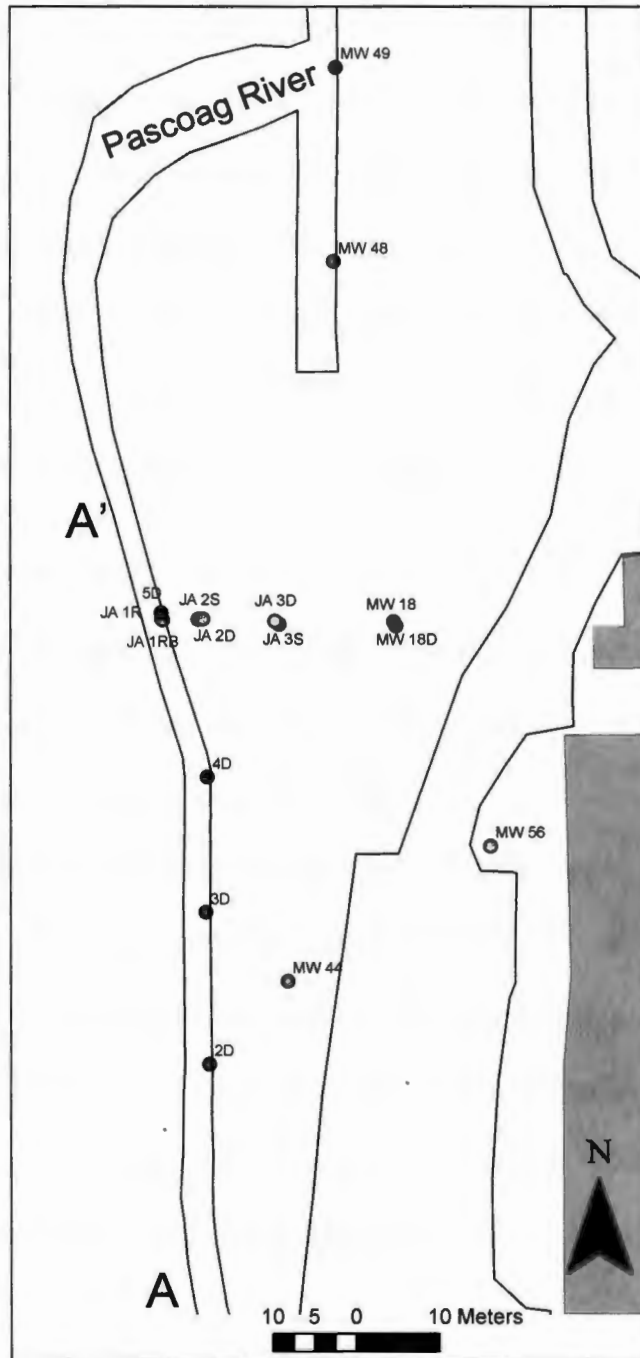 MW 49
Pascoag River
MW 48
A'
5D
JA 1R
JA 2S
JA 3D
MW 18
JA 1RB
JA 2D
JA 3S
MW 18D
4D
MW 56
3D
MW 44
2D
N
A
10 5 0 10 Meters